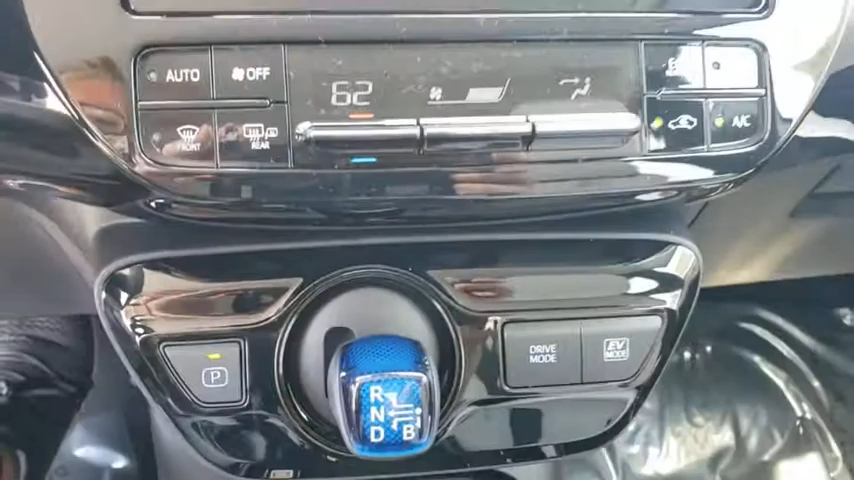 AUTO
OFF
62
FRONT
REAR
A/C
P
R
N
D
B
DRIVE
MODE
EV
MODE